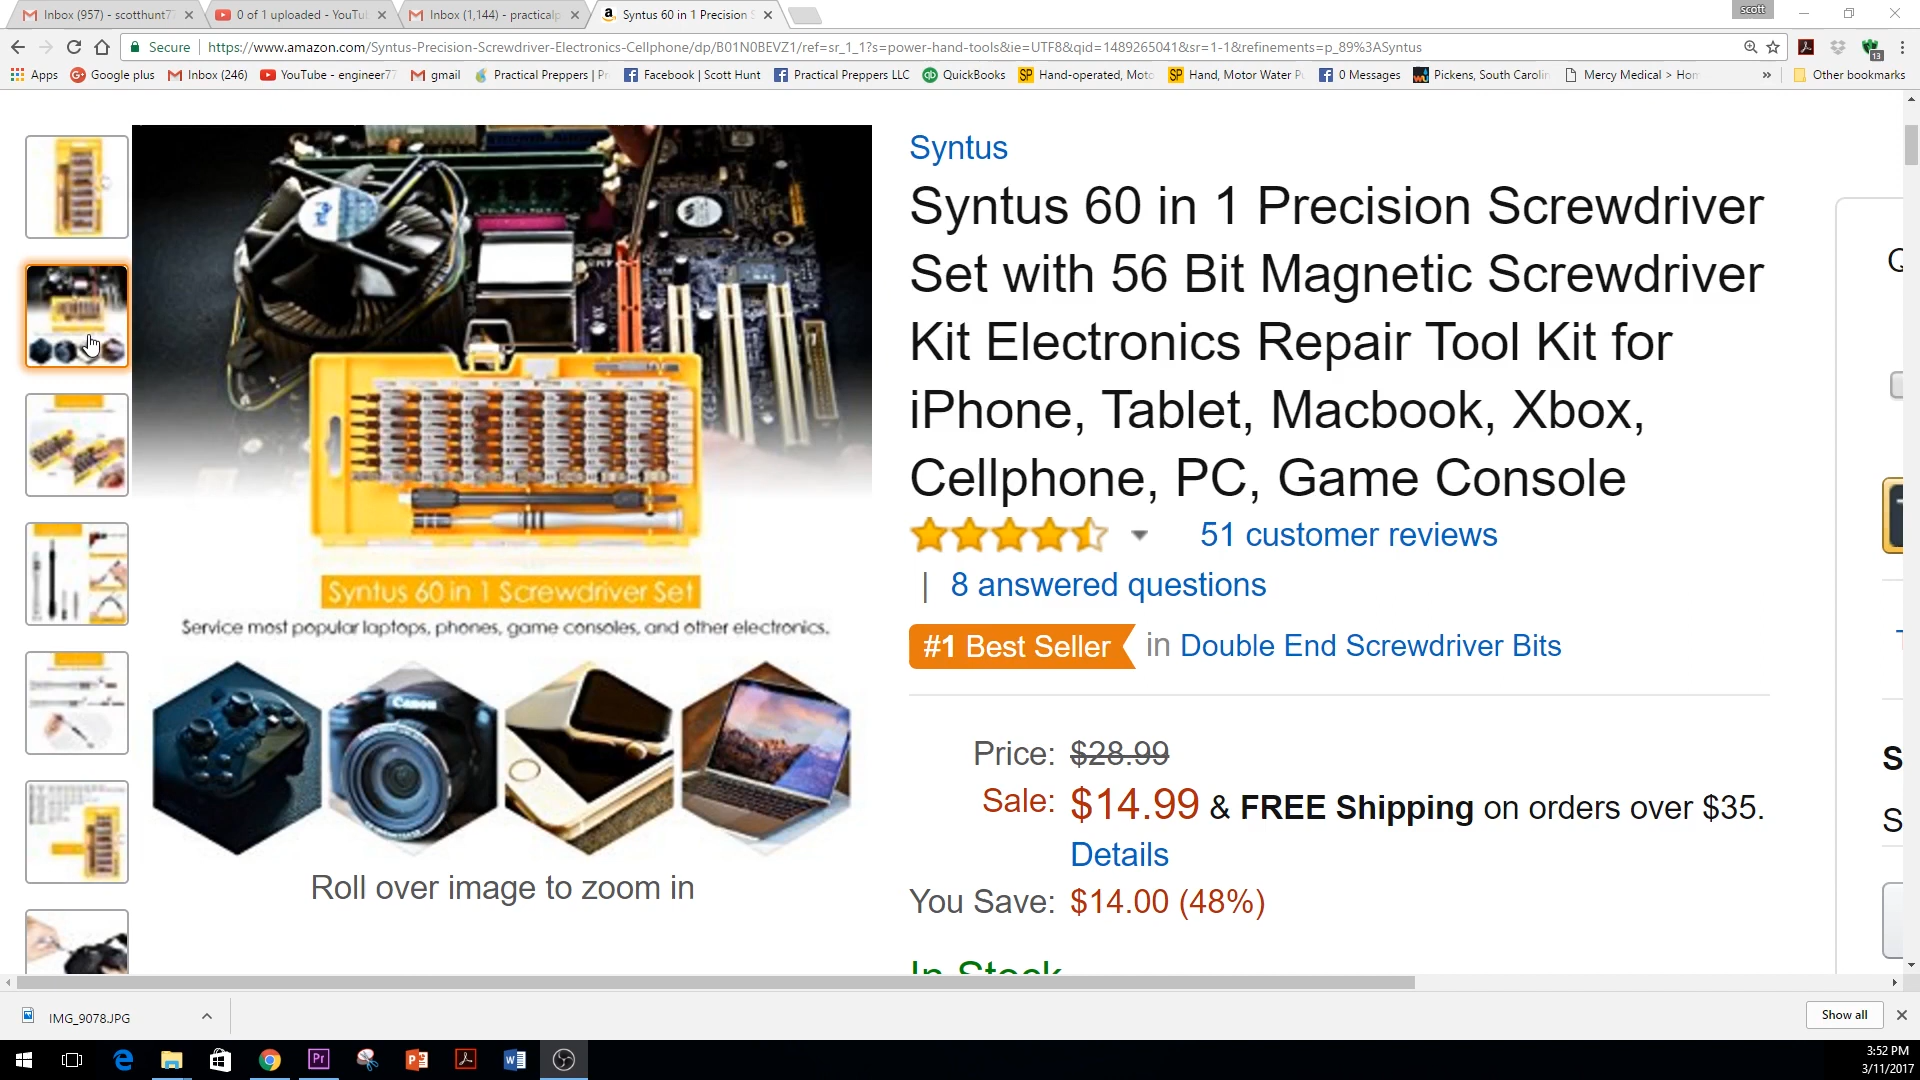 Inbox (957) - scotthunt7
0 of 1 uploaded - YouTu
Inbox (1,144) - practicalp
Syntus 60 in 1 Precision S
scott
Secure
https://www.amazon.com/Syntus-Precision-Screwdriver-Electronics-Cellphone/dp/B01N0BEVZ1/ref=sr_1_1?s=power-hand-tools&ie=UTF8&qid=1489265041&sr=1-1&refinements=p_89%3ASyntus
13
Apps
Google plus
Inbox (246)
YouTube - engineer77
gmail
Practical Preppers | Pr
Facebook | Scott Hunt
Practical Preppers LLC
QuickBooks
Hand-operated, Moto
Hand, Motor Water Pu
0 Messages
Pickens, South Carolin
Mercy Medical > Hom
Other bookmarks
Syntus
Syntus 60 in 1 Precision Screwdriver
Set with 56 Bit Magnetic Screwdriver
Kit Electronics Repair Tool Kit for
iPhone, Tablet, Macbook, Xbox,
Cellphone, PC, Game Console
51 customer reviews
| 8 answered questions
#1 Best Seller in Double End Screwdriver Bits
Price: $28.99
Sale: $14.99 & FREE Shipping on orders over $35.
Details
You Save: $14.00 (48%)
In Stock
Syntus 60 in 1 Screwdriver Set
Service most popular laptops, phones, game consoles, and other electronics.
Canon
Roll over image to zoom in
IMG_9078.JPG
Show all
3:52 PM
3/11/2017